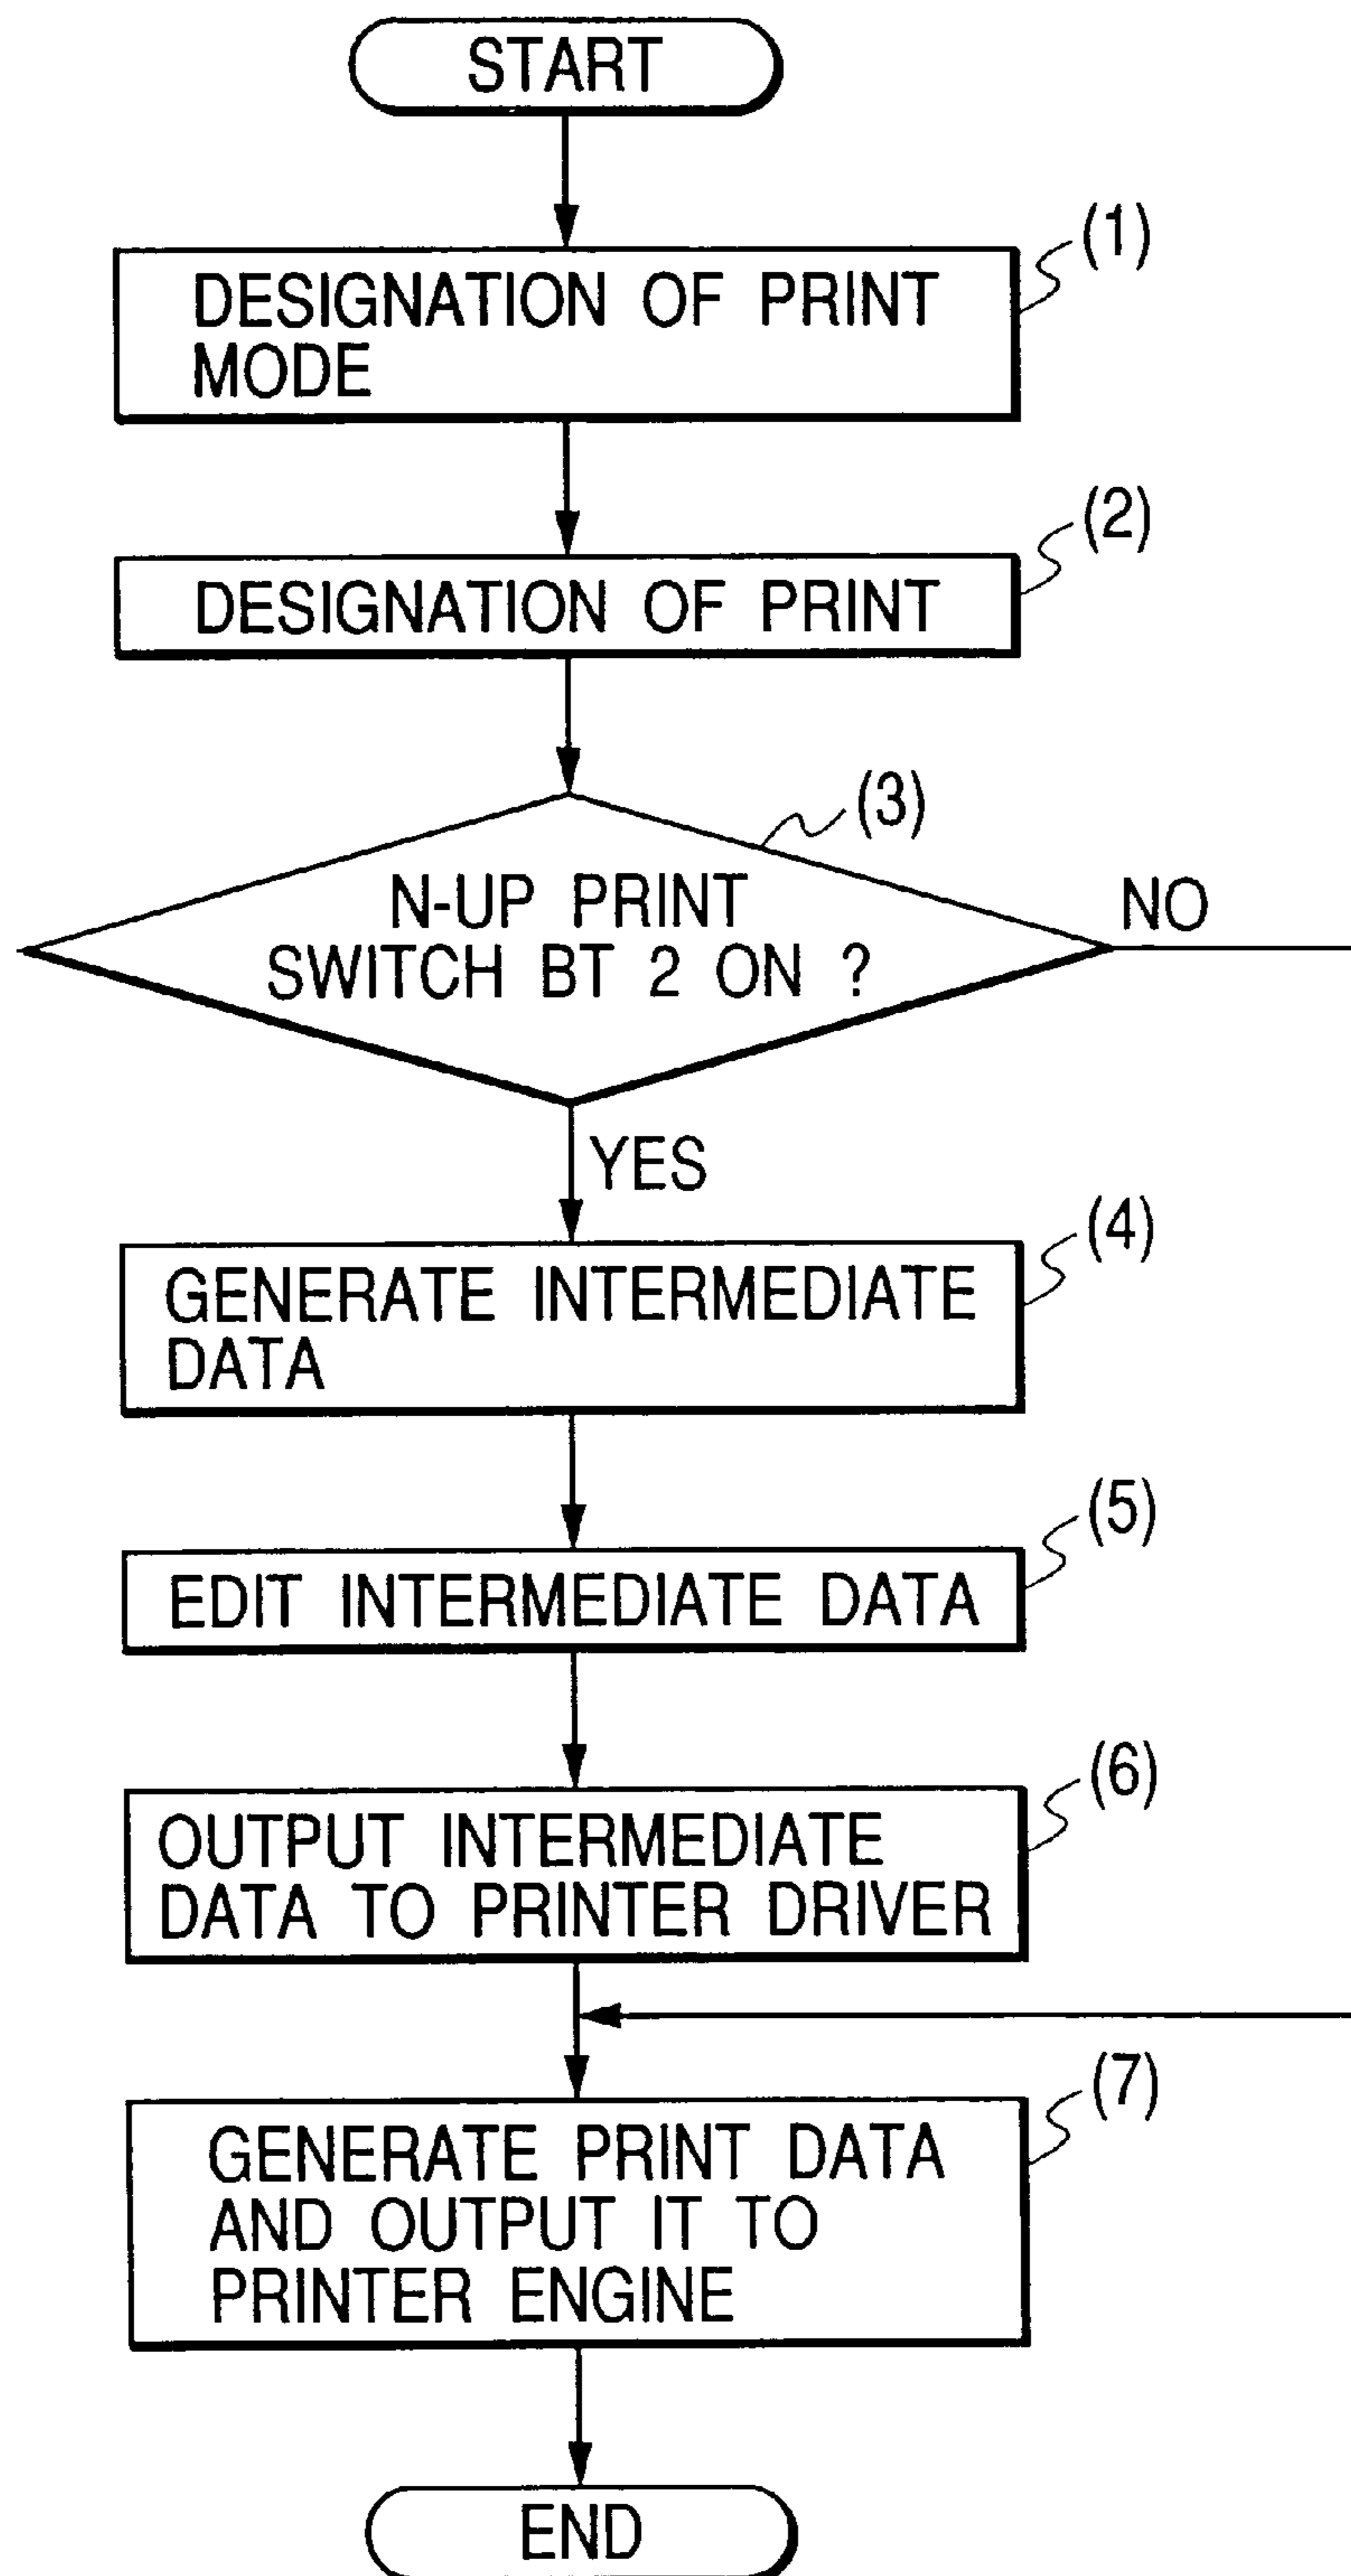 START
(1)
DESIGNATION OF PRINT
MODE
(2)
DESIGNATION OF PRINT
(3)
N-UP PRINT
SWITCH BT 2 ON ?
NO
YES
(4)
GENERATE INTERMEDIATE
DATA
(5)
EDIT INTERMEDIATE DATA
(6)
OUTPUT INTERMEDIATE
DATA TO PRINTER DRIVER
(7)
GENERATE PRINT DATA
AND OUTPUT IT TO
PRINTER ENGINE
END